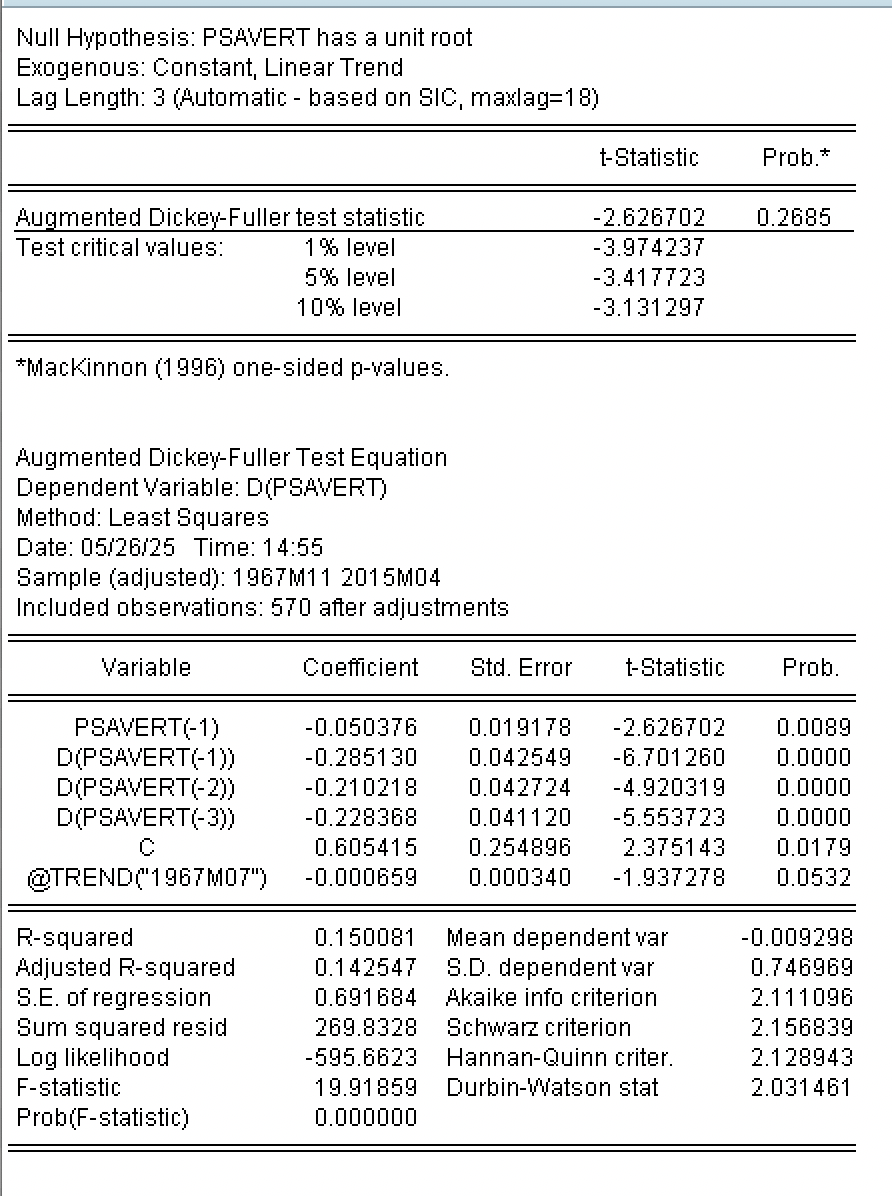 Null Hypothesis: PSAVERT has a unit root
Exogenous: Constant, Linear Trend
Lag Length: 3 (Automatic - based on SIC, maxlag=18)
t-Statistic Prob.*
Augmented Dickey-Fuller test statistic -2.626702 0.2685
Test critical values: 1% level -3.974237
5% level -3.417723
10% level -3.131297
*MacKinnon (1996) one-sided p-values.
Augmented Dickey-Fuller Test Equation
Dependent Variable: D(PSAVERT)
Method: Least Squares
Date: 05/26/25 Time: 14:55
Sample (adjusted): 1967M11 2015M04
Included observations: 570 after adjustments
Variable Coefficient Std. Error t-Statistic Prob.
PSAVERT(-1) -0.050376 0.019178 -2.626702 0.0089
D(PSAVERT(-1)) -0.285130 0.042549 -6.701260 0.0000
D(PSAVERT(-2)) -0.210218 0.042724 -4.920319 0.0000
D(PSAVERT(-3)) -0.228368 0.041120 -5.553723 0.0000
C 0.605415 0.254896 2.375143 0.0179
@TREND("1967M07") -0.000659 0.000340 -1.937278 0.0532
R-squared 0.150081 Mean dependent var -0.009298
Adjusted R-squared 0.142547 S.D. dependent var 0.746969
S.E. of regression 0.691684 Akaike info criterion 2.111096
Sum squared resid 269.8328 Schwarz criterion 2.156839
Log likelihood -595.6623 Hannan-Quinn criter. 2.128943
F-statistic 19.91859 Durbin-Watson stat 2.031461
Prob(F-statistic) 0.000000